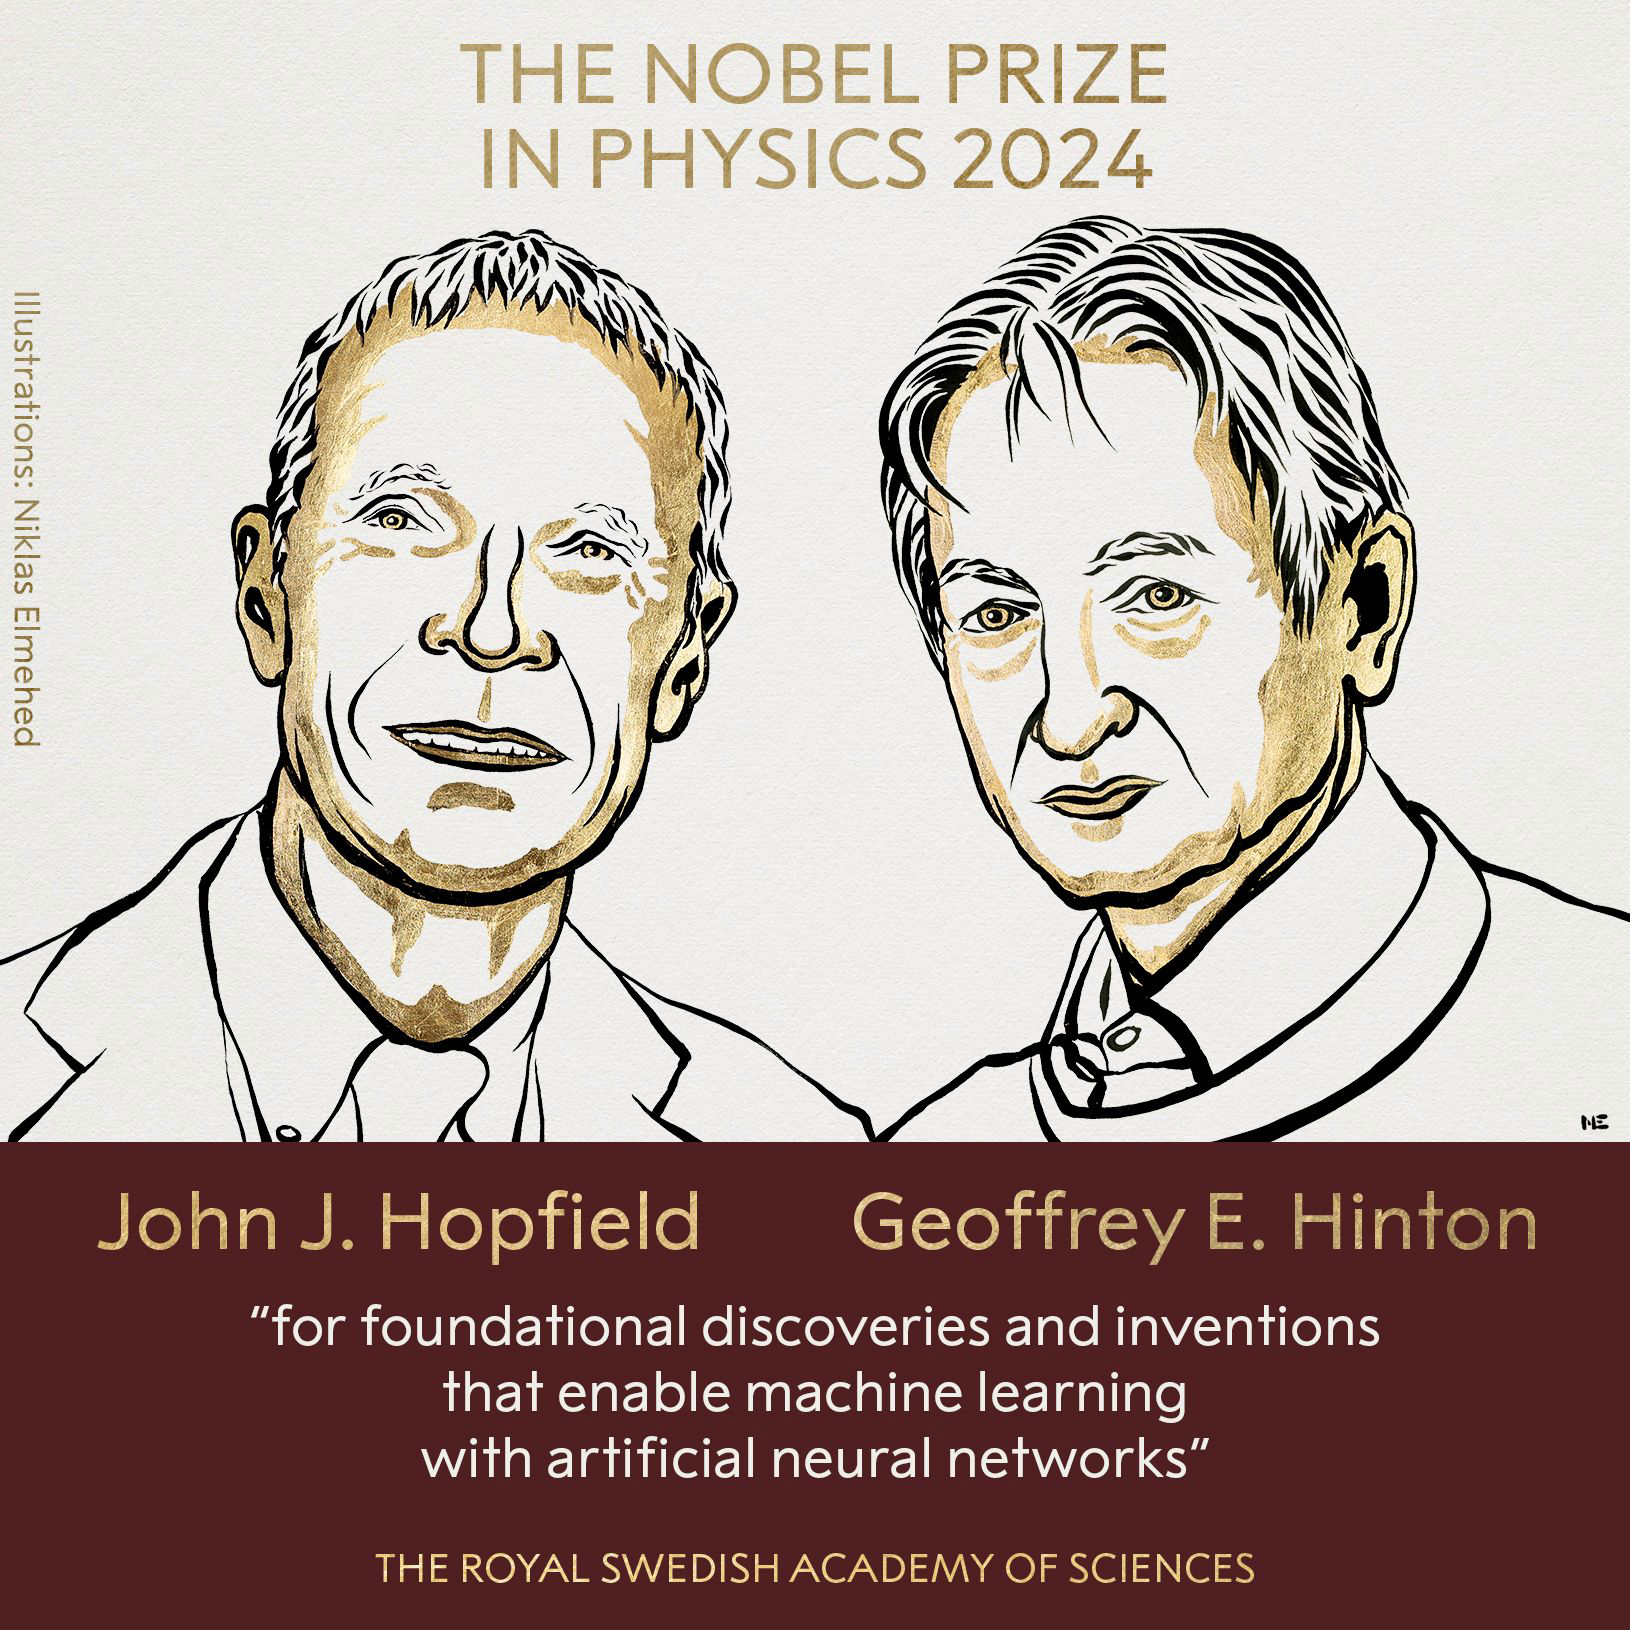 THE NOBEL PRIZE
IN PHYSICS 2024
Illustrations: Niklas Elmehed
ME
John J. Hopfield
Geoffrey E. Hinton
“for foundational discoveries and inventions
that enable machine learning
with artificial neural networks”
THE ROYAL SWEDISH ACADEMY OF SCIENCES